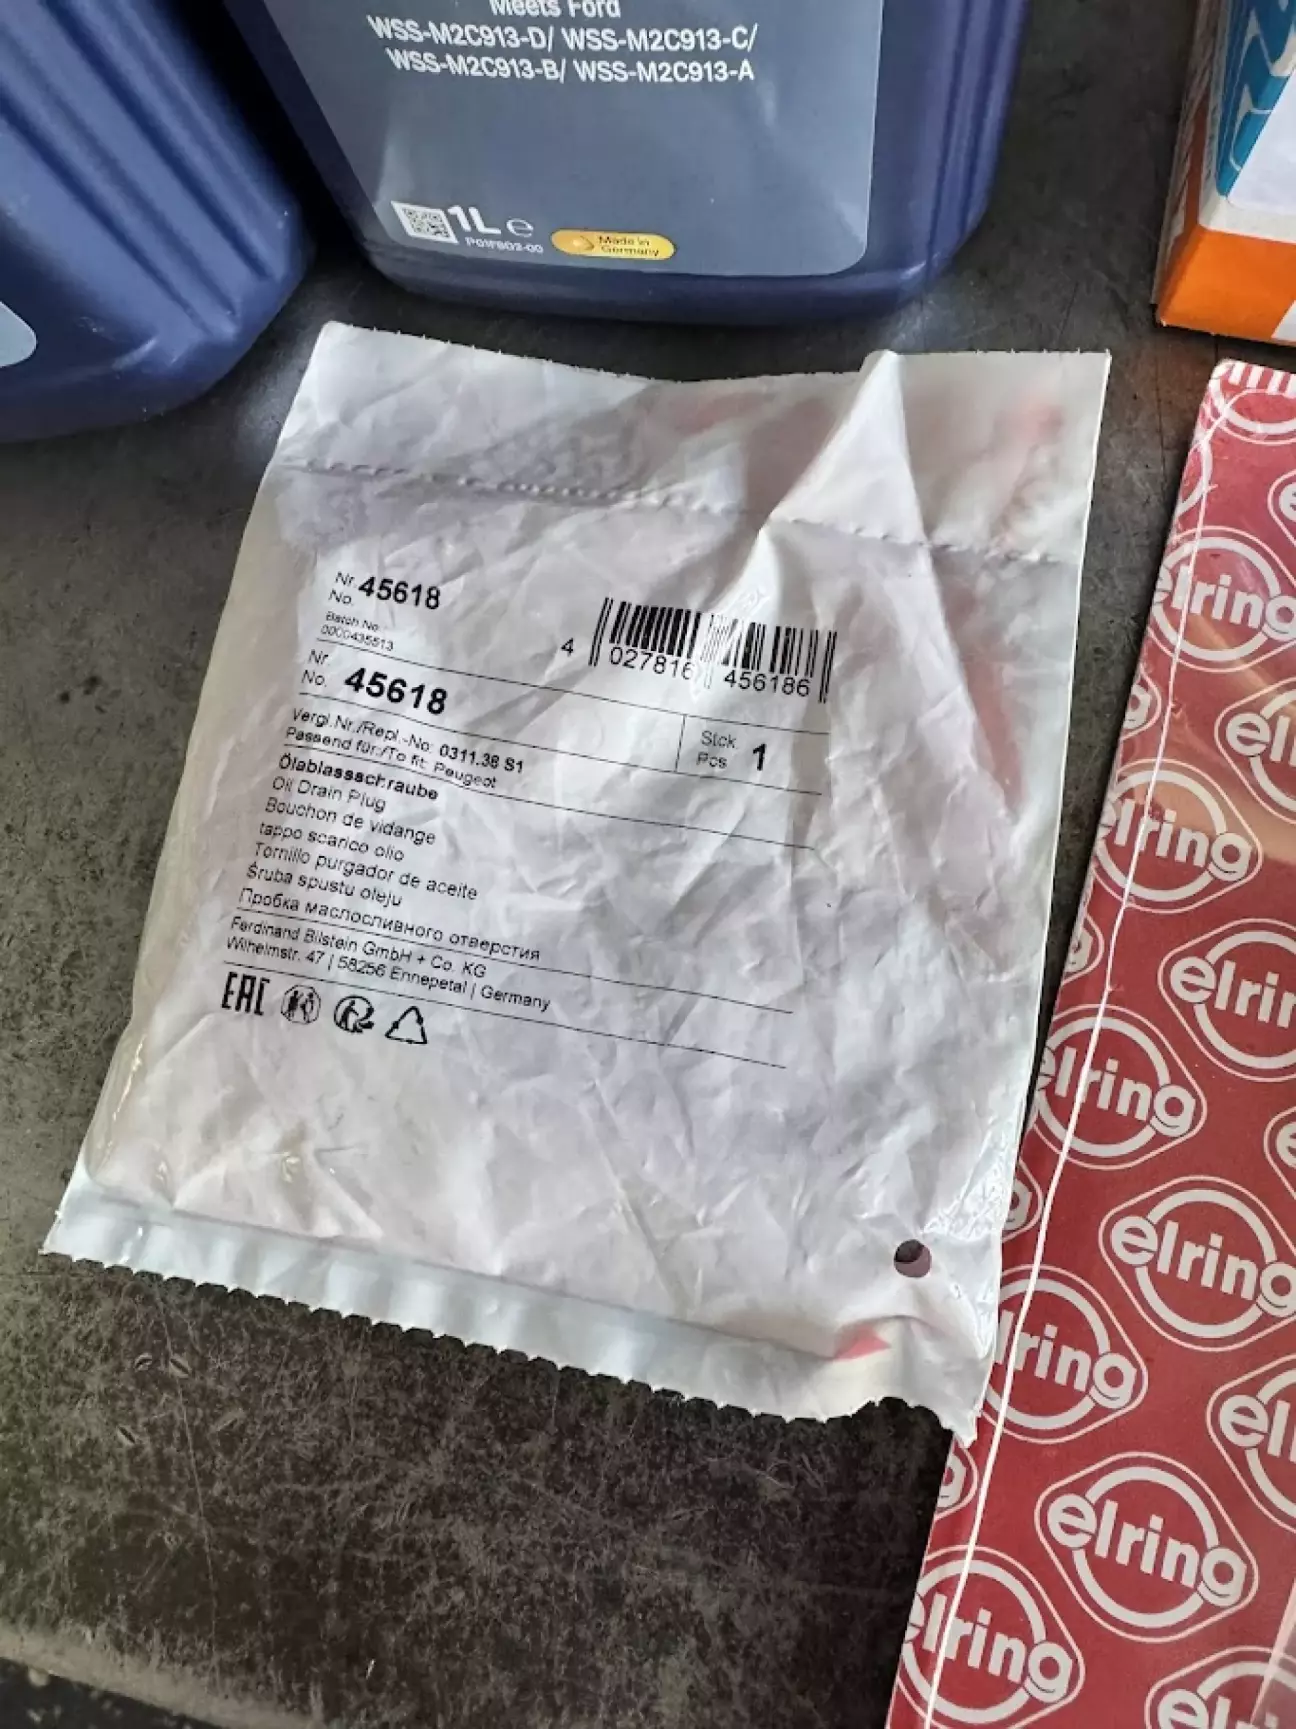 Meets Ford
WSS-M2C913-D/ WSS-M2C913-C/
WSS-M2C913-B/ WSS-M2C913-A
1L e
Made in
Germany
Nr.
No. 45618
Batch No.
0000435513
4 027816 456186
Nr.
No. 45618
Stck.
Pcs. 1
Vergl.Nr./Repl.-No: 0311.38 S1
Passend für:/To fit: Peugeot
Ölablassschraube
Oil Drain Plug
Bouchon de vidange
tappo scarico olio
Tornillo purgador de aceite
Śruba spustu oleju
Пробка маслосливного отверстия
Ferdinand Bilstein GmbH + Co. KG
Wilhelmstr. 47 | 58256 Ennepetal | Germany
EAC
elring
elring
elring
elring
elring
elring
elring
elring